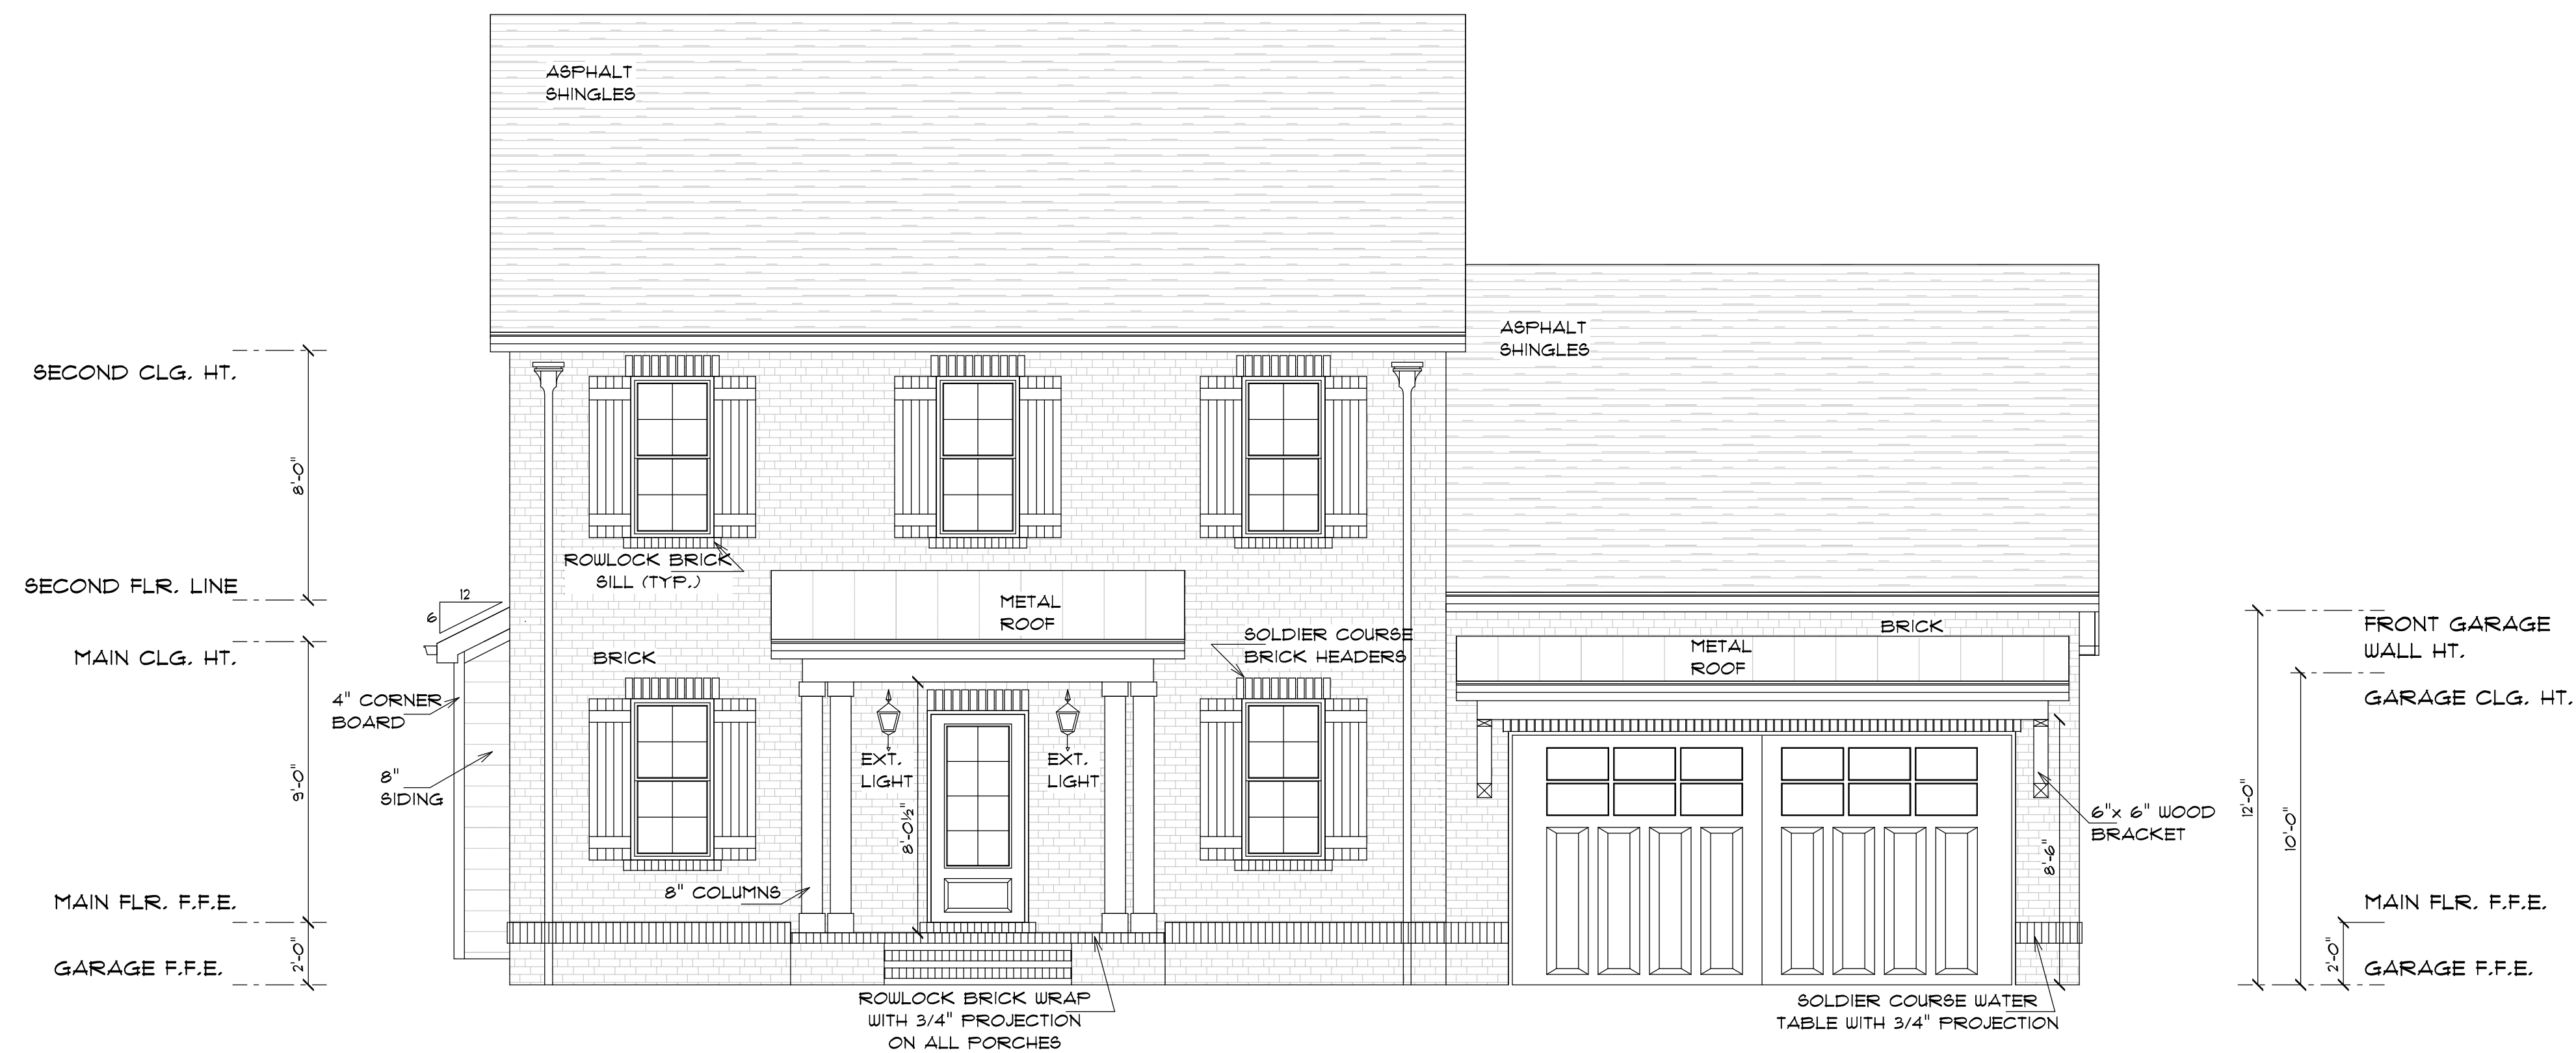 ASPHALT
SHINGLES
ASPHALT
SHINGLES
SECOND CLG. HT.
8'-0"
SECOND FLR. LINE
12
6
MAIN CLG. HT.
4" CORNER
BOARD
8"
SIDING
9'-0"
MAIN FLR. F.F.E.
2'-0"
GARAGE F.F.E.
ROWLOCK BRICK
SILL (TYP.)
BRICK
METAL
ROOF
SOLDIER COURSE
BRICK HEADERS
EXT.
LIGHT
EXT.
LIGHT
8'-0½"
8" COLUMNS
ROWLOCK BRICK WRAP
WITH 3/4" PROJECTION
ON ALL PORCHES
BRICK
METAL
ROOF
6"x 6" WOOD
BRACKET
8'-6"
SOLDIER COURSE WATER
TABLE WITH 3/4" PROJECTION
12'-0"
10'-0"
2'-0"
FRONT GARAGE
WALL HT.
GARAGE CLG. HT.
MAIN FLR. F.F.E.
GARAGE F.F.E.